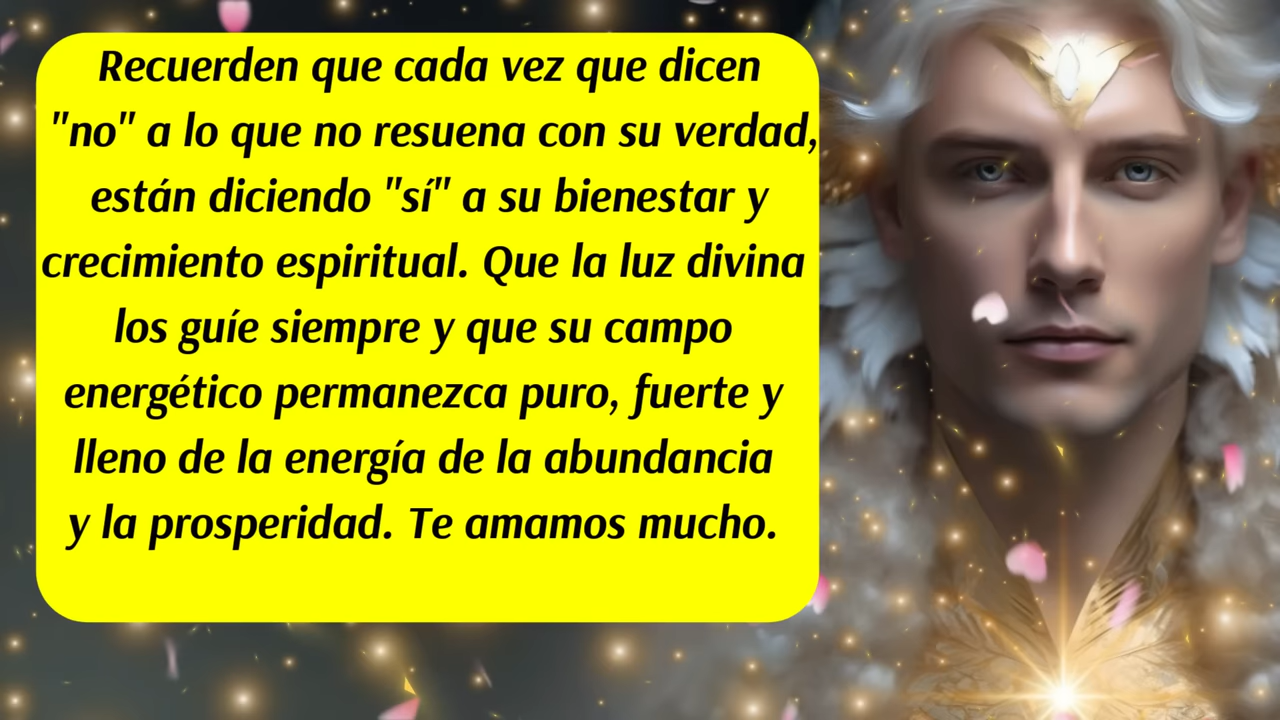 Recuerden que cada vez que dicen
"no" a lo que no resuena con su verdad,
están diciendo "sí" a su bienestar y
crecimiento espiritual. Que la luz divina
los guíe siempre y que su campo
energético permanezca puro, fuerte y
lleno de la energía de la abundancia
y la prosperidad. Te amamos mucho.